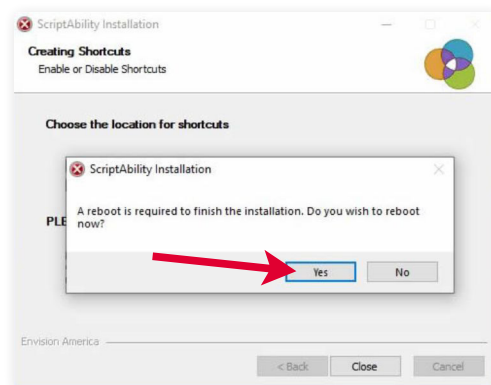 ScriptAbility Installation
Creating Shortcuts
Enable or Disable Shortcuts
Choose the location for shortcuts
ScriptAbility Installation
A reboot is required to finish the installation. Do you wish to reboot
now?
Yes
No
Envision America
< Back
Close
Cancel